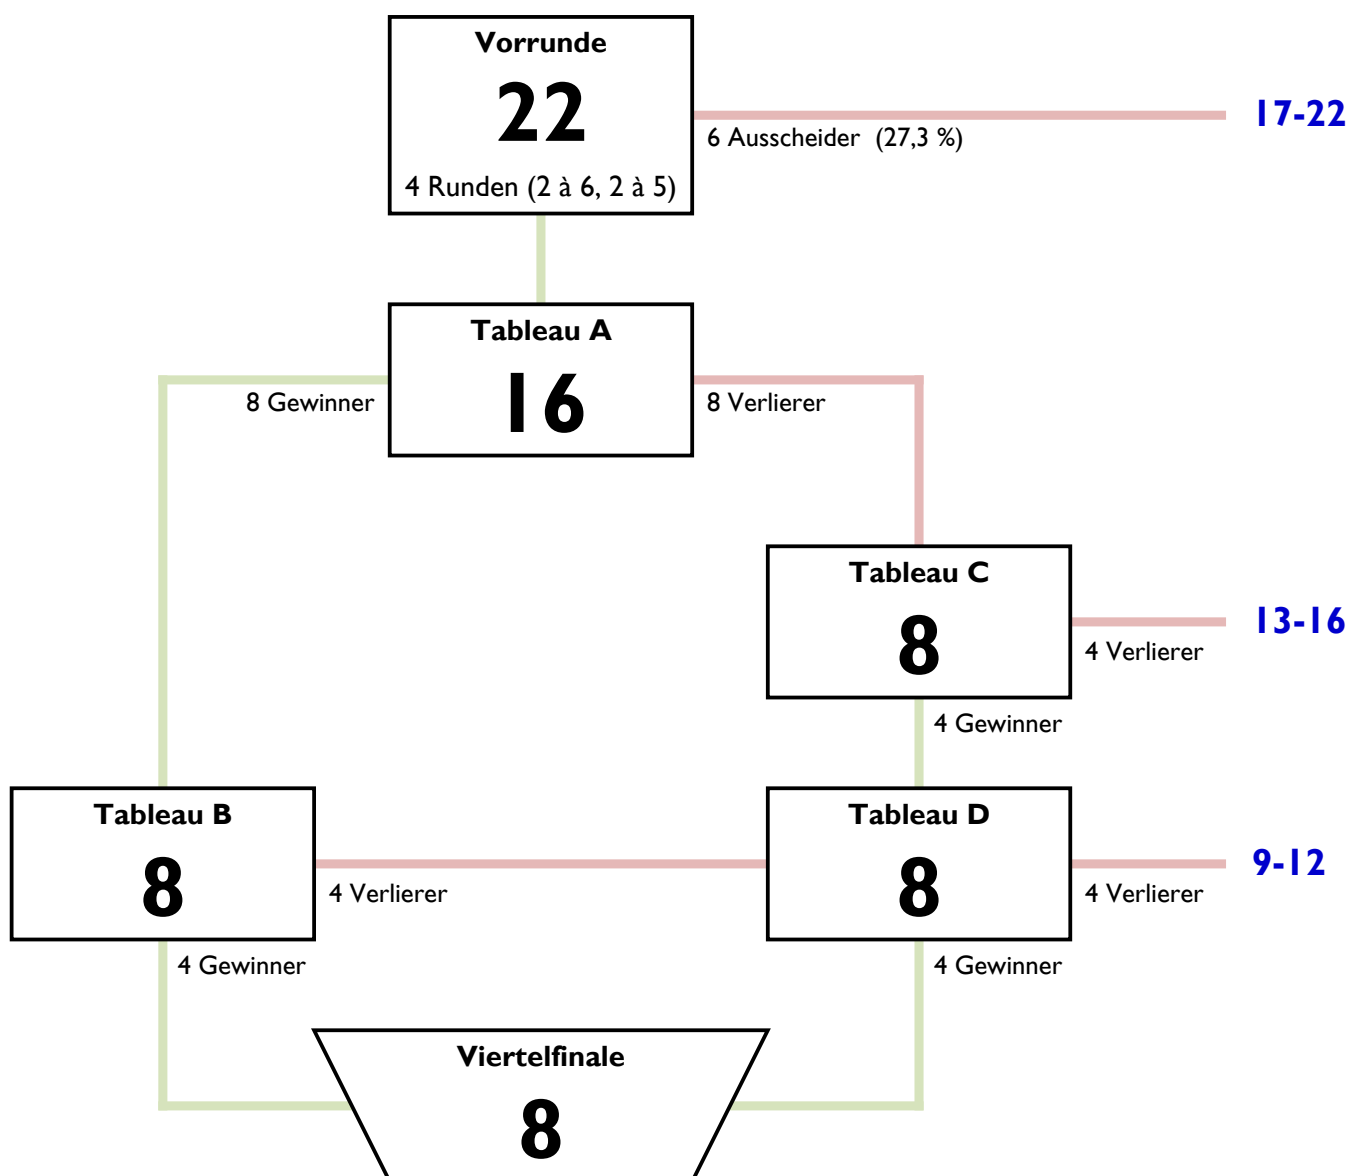 Vorrunde
22
17-22
6 Ausscheider (27,3 %)
4 Runden (2 à 6, 2 à 5)
Tableau A
16
8 Gewinner
8 Verlierer
Tableau C
8
13-16
4 Verlierer
4 Gewinner
Tableau B
8
4 Verlierer
4 Gewinner
Tableau D
8
9-12
4 Verlierer
4 Gewinner
Viertelfinale
8